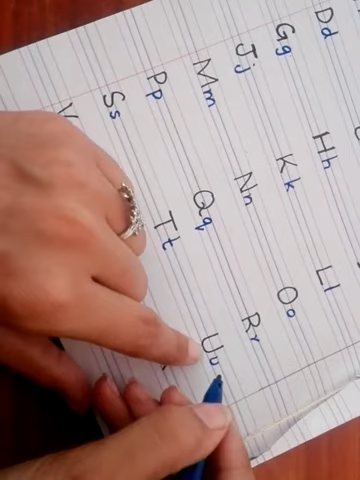 Dd
Gg Hh
Jj Kk Ll
Mm Nn Oo
Pp Qq Rr
Ss Tt Uu
V